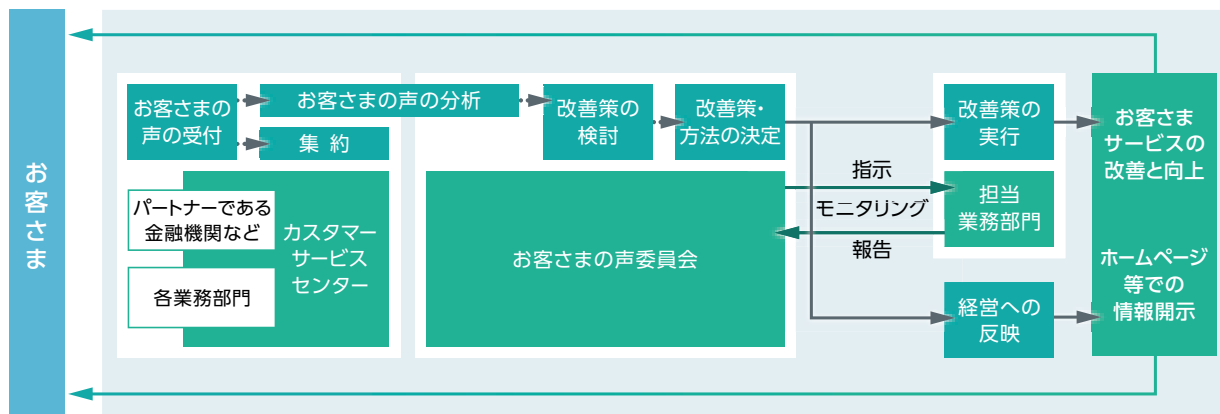 お客さま
お客さまの
声の受付
お客さまの声の分析
集 約
改善策の
検討
改善策・
方法の決定
パートナーである
金融機関など
各業務部門
カスタマー
サービス
センター
お客さまの声委員会
指示
モニタリング
報告
改善策の
実行
担当
業務部門
経営への
反映
お客さま
サービスの
改善と向上
ホームページ
等での
情報開示